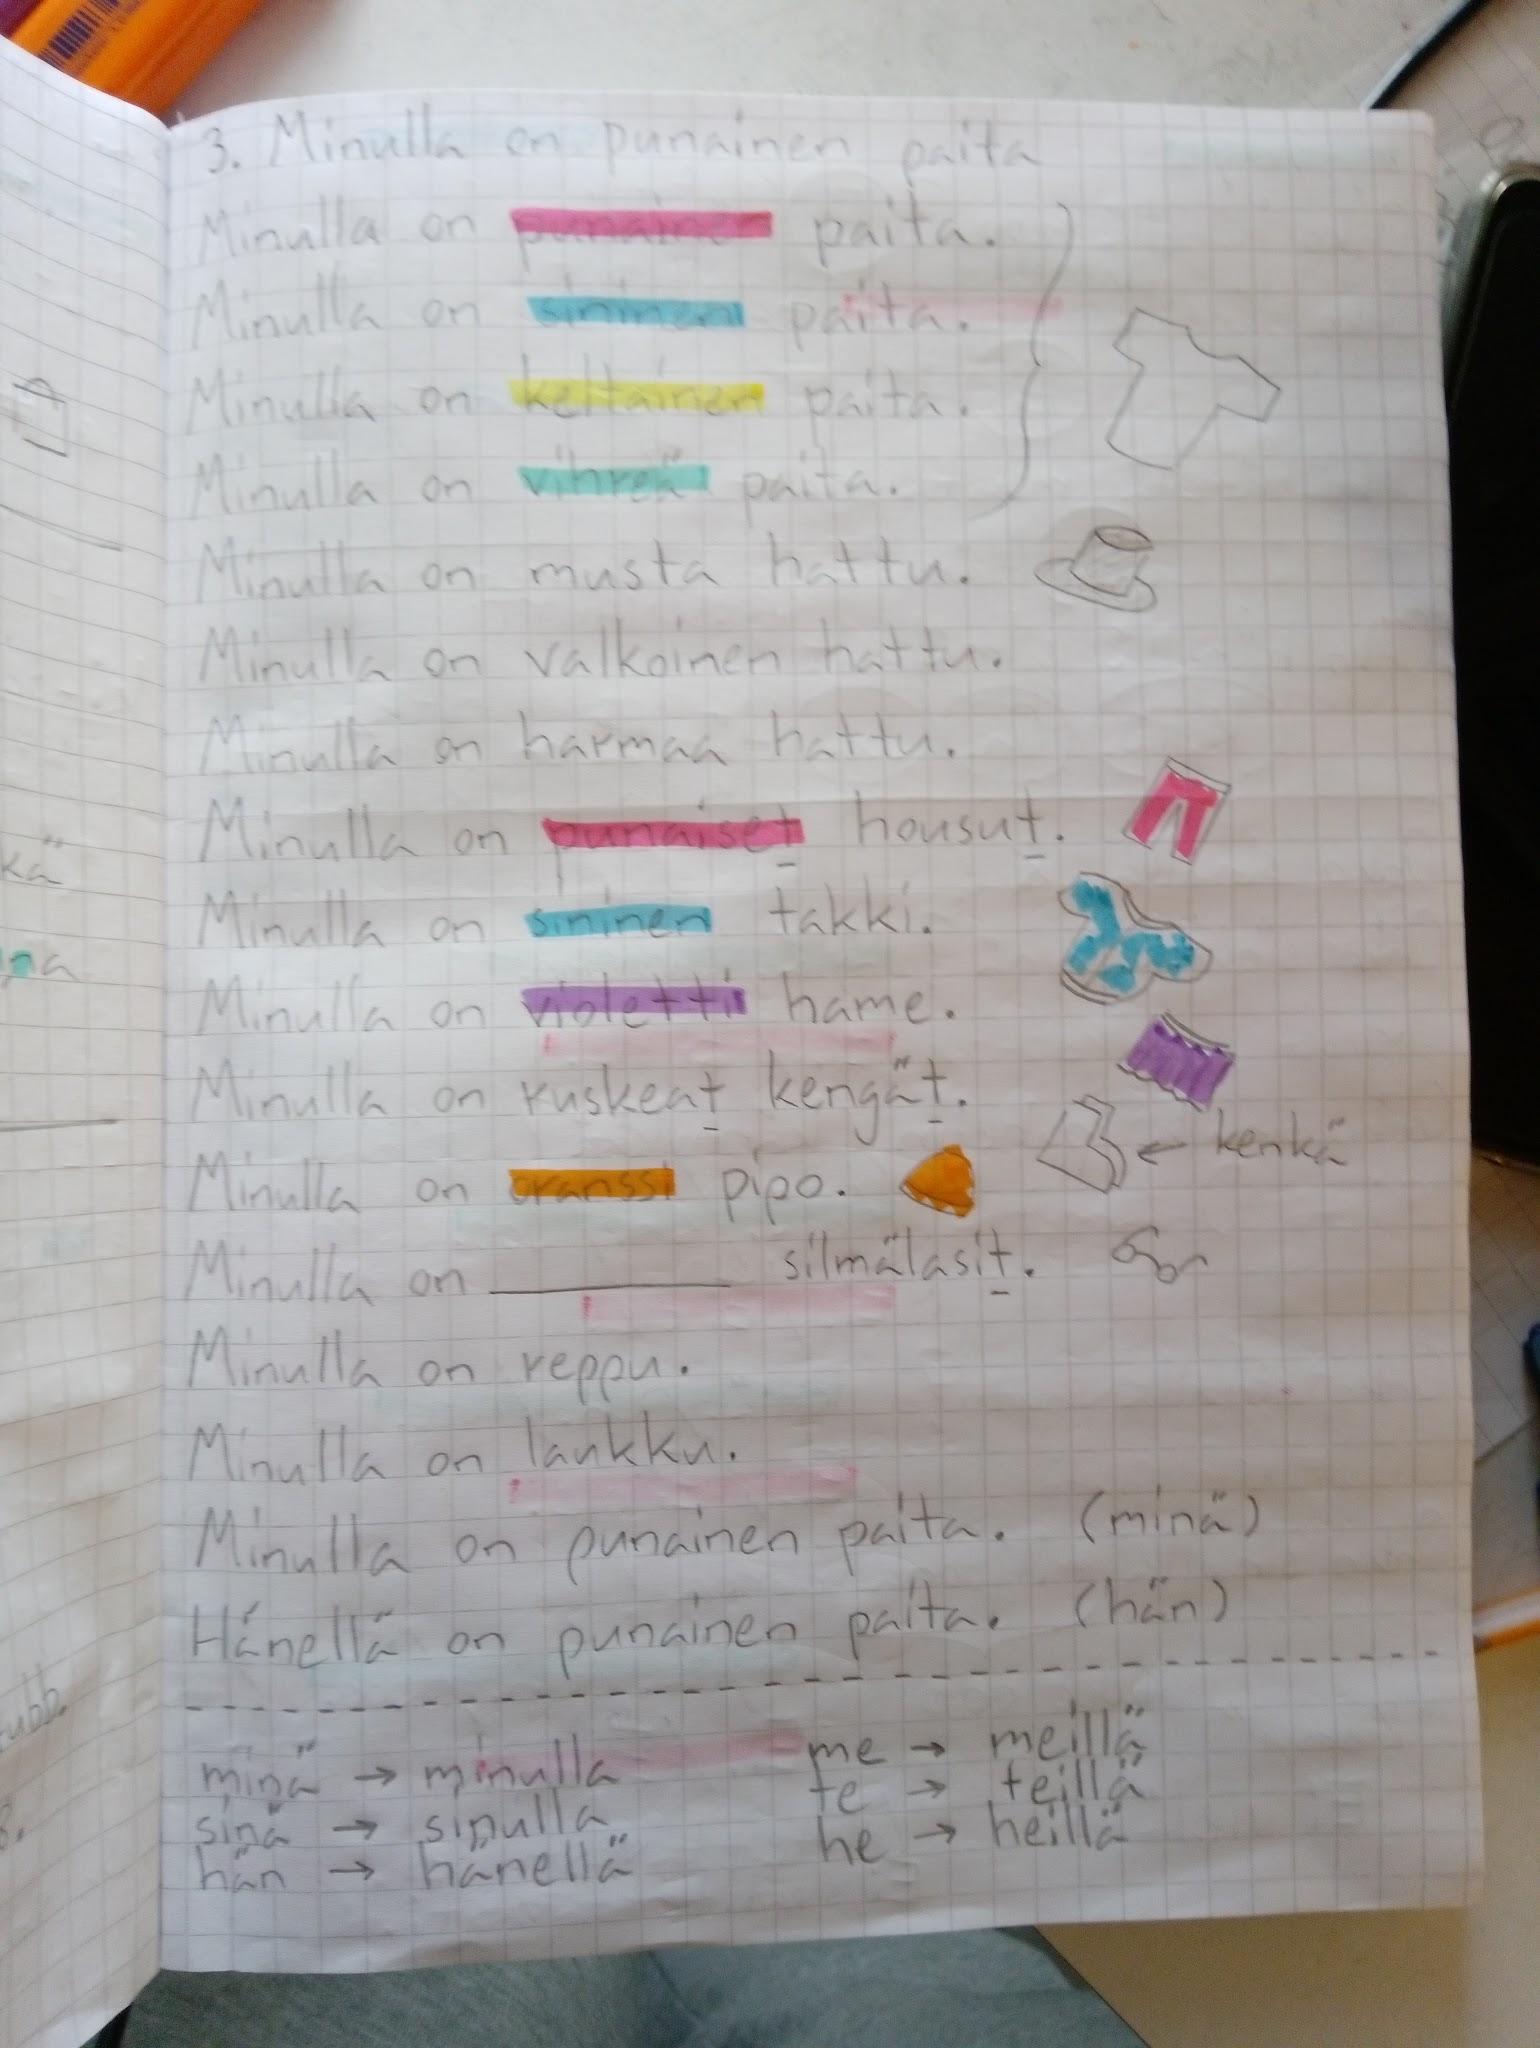 3. Minulla on punainen paita
Minulla on punainen paita.
Minulla on sininen paita.
Minulla on keltainen paita.
Minulla on vihreä paita.
Minulla on musta hattu.
Minulla on valkoinen hattu.
Minulla on harmaa hattu.
Minulla on punaiset housut.
Minulla on sininen takki.
Minulla on violetti hame.
Minulla on ruskeat kengät.
← kenkä
Minulla on oranssi pipo.
Minulla on ________ silmälasit.
Minulla on reppu.
Minulla on laukku.
Minulla on punainen paita. (minä)
Hänellä on punainen paita. (hän)
minä → minulla
sinä → sinulla
hän → hänellä
me → meillä
te → teillä
he → heillä
kä
na